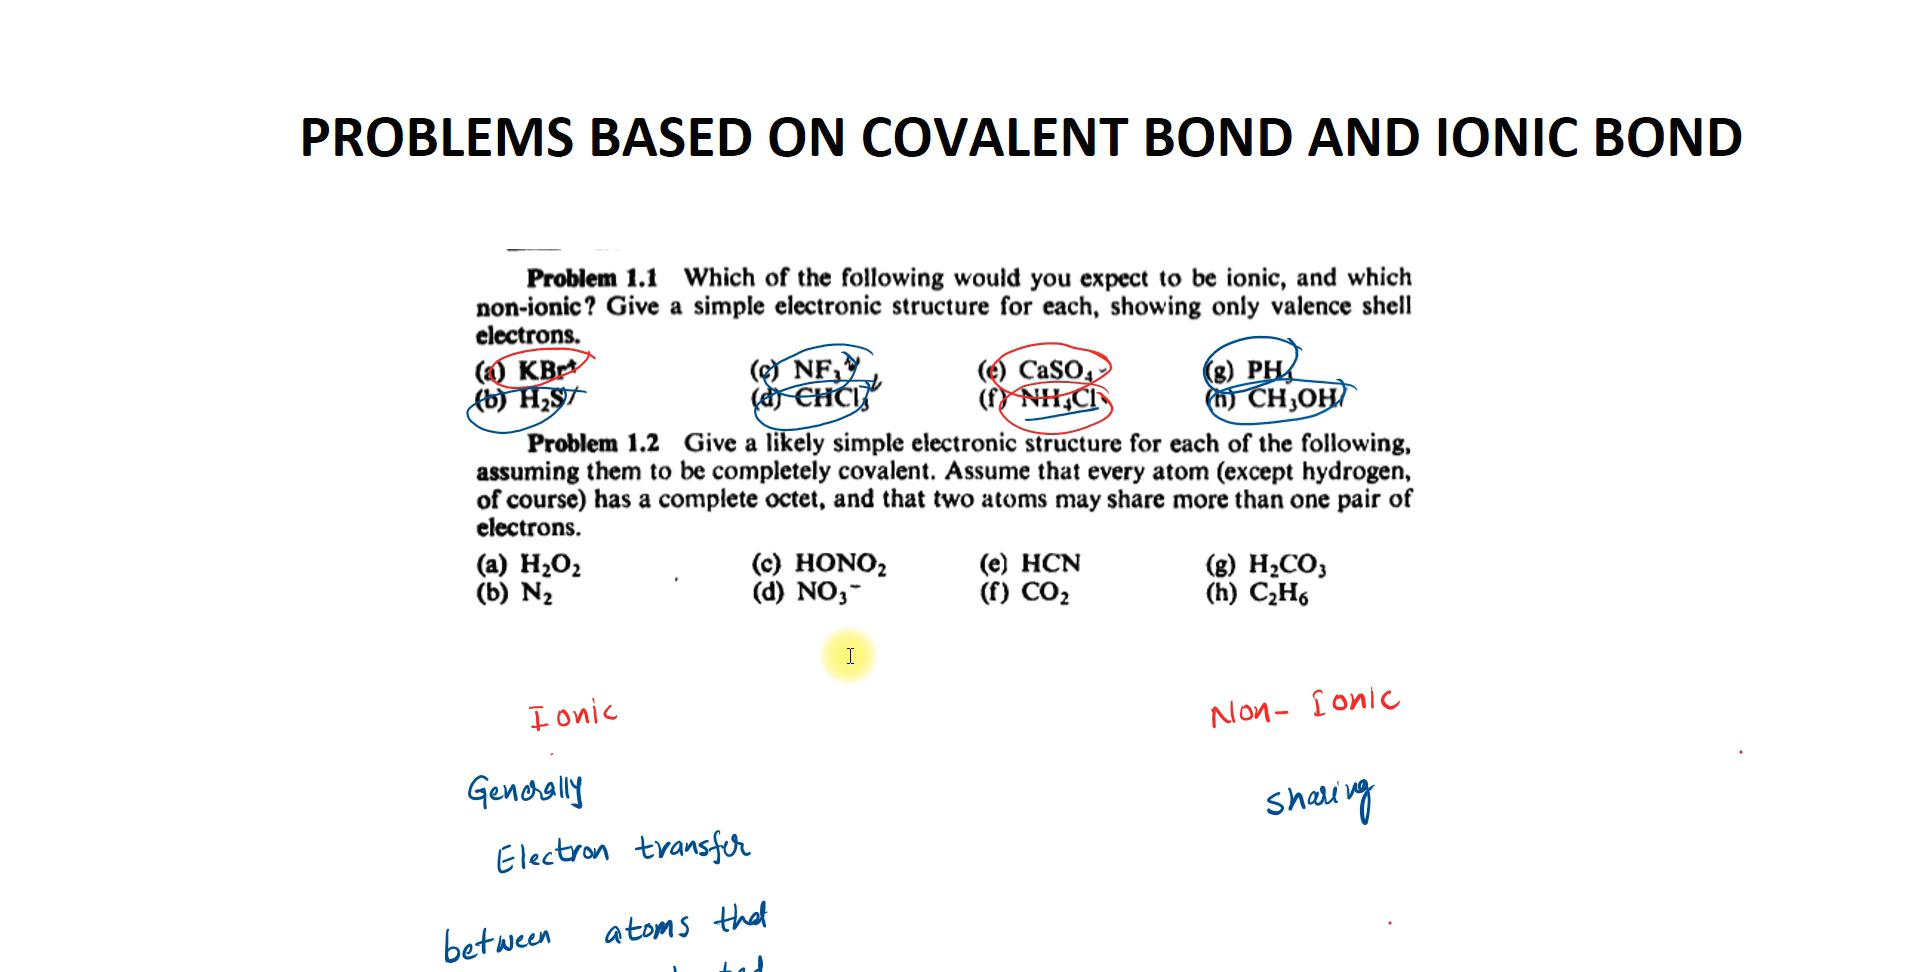 PROBLEMS BASED ON COVALENT BOND AND IONIC BOND
Problem 1.1 Which of the following would you expect to be ionic, and which
non-ionic? Give a simple electronic structure for each, showing only valence shell
electrons.
(a) KBr (c) NF₃ (e) CaSO₄ (g) PH₃
(b) H₂S (d) CHCl₃ (f) NH₄Cl (h) CH₃OH
Problem 1.2 Give a likely simple electronic structure for each of the following,
assuming them to be completely covalent. Assume that every atom (except hydrogen,
of course) has a complete octet, and that two atoms may share more than one pair of
electrons.
(a) H₂O₂ (c) HONO₂ (e) HCN (g) H₂CO₃
(b) N₂ (d) NO₃⁻ (f) CO₂ (h) C₂H₆
Ionic Non-Ionic
Generally sharing
Electron transfer
between atoms that